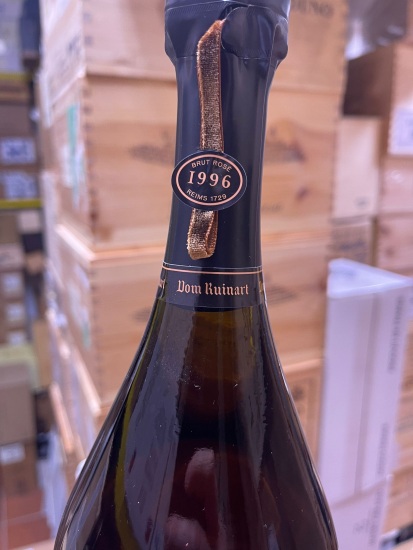 BRUT ROSÉ
1996
REIMS 1729
Dom Ruinart